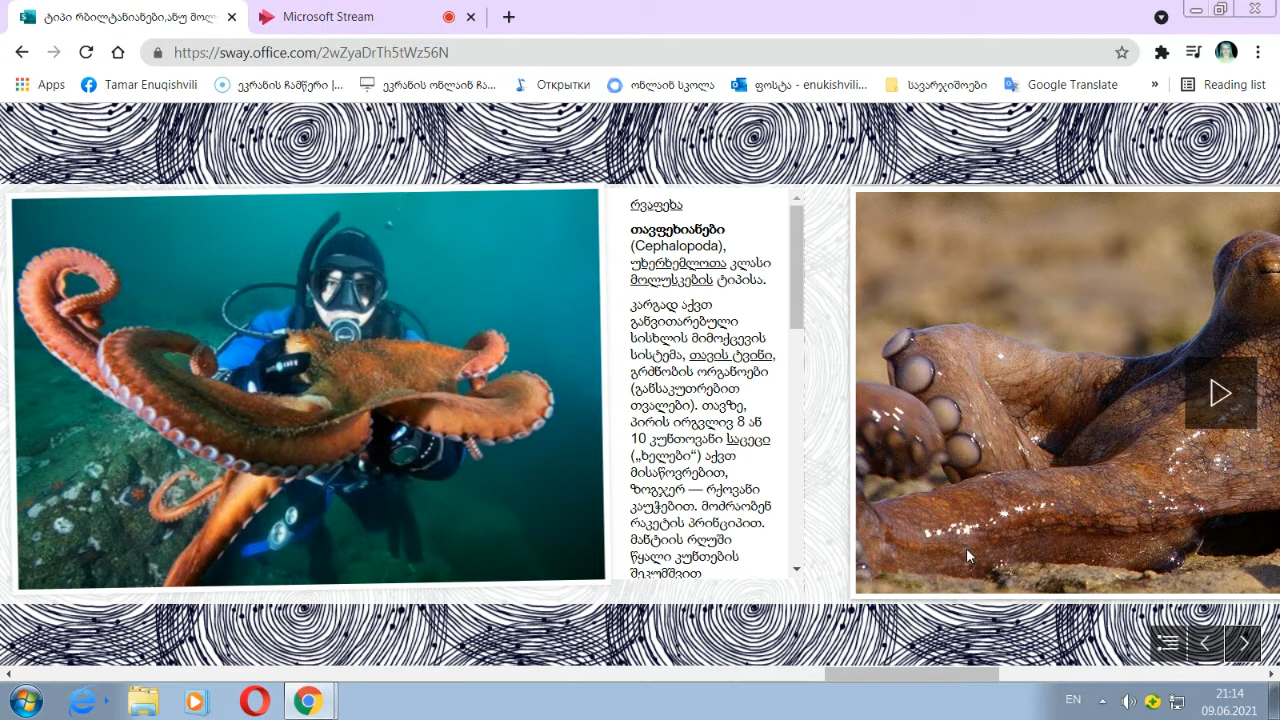 ტიპი რბილტანიანები,ანუ მოლ
Microsoft Stream
https://sway.office.com/2wZyaDrTh5tWz56N
Apps
Tamar Enuqishvili
ეკრანის ჩამწერი |...
ეკრანის ონლაინ ჩა...
Открытки
ონლაინ სკოლა
ფოსტა - enukishvili...
სავარჯიშოები
Google Translate
»
Reading list
რვაფეხა
თავფეხიანები
(Cephalopoda),
უხერხემლოთა კლასი
მოლუსკების ტიპისა.
კარგად აქვთ
განვითარებული
სისხლის მიმოქცევის
სისტემა, თავის ტვინი,
გრძნობის ორგანოები
(განსაკუთრებით
თვალები). თავზე,
პირის ირგვლივ 8 ან
10 კუნთოვანი საცეცი
(„ხელები“) აქვთ
მისაწოვრებით,
ზოგჯერ — რქოვანი
კაუჭებით. მოძრაობენ
რაკეტის პრინციპით.
მანტიის ღრუში
წყალი კუნთების
შეკუმშვით
EN
21:14
09.06.2021